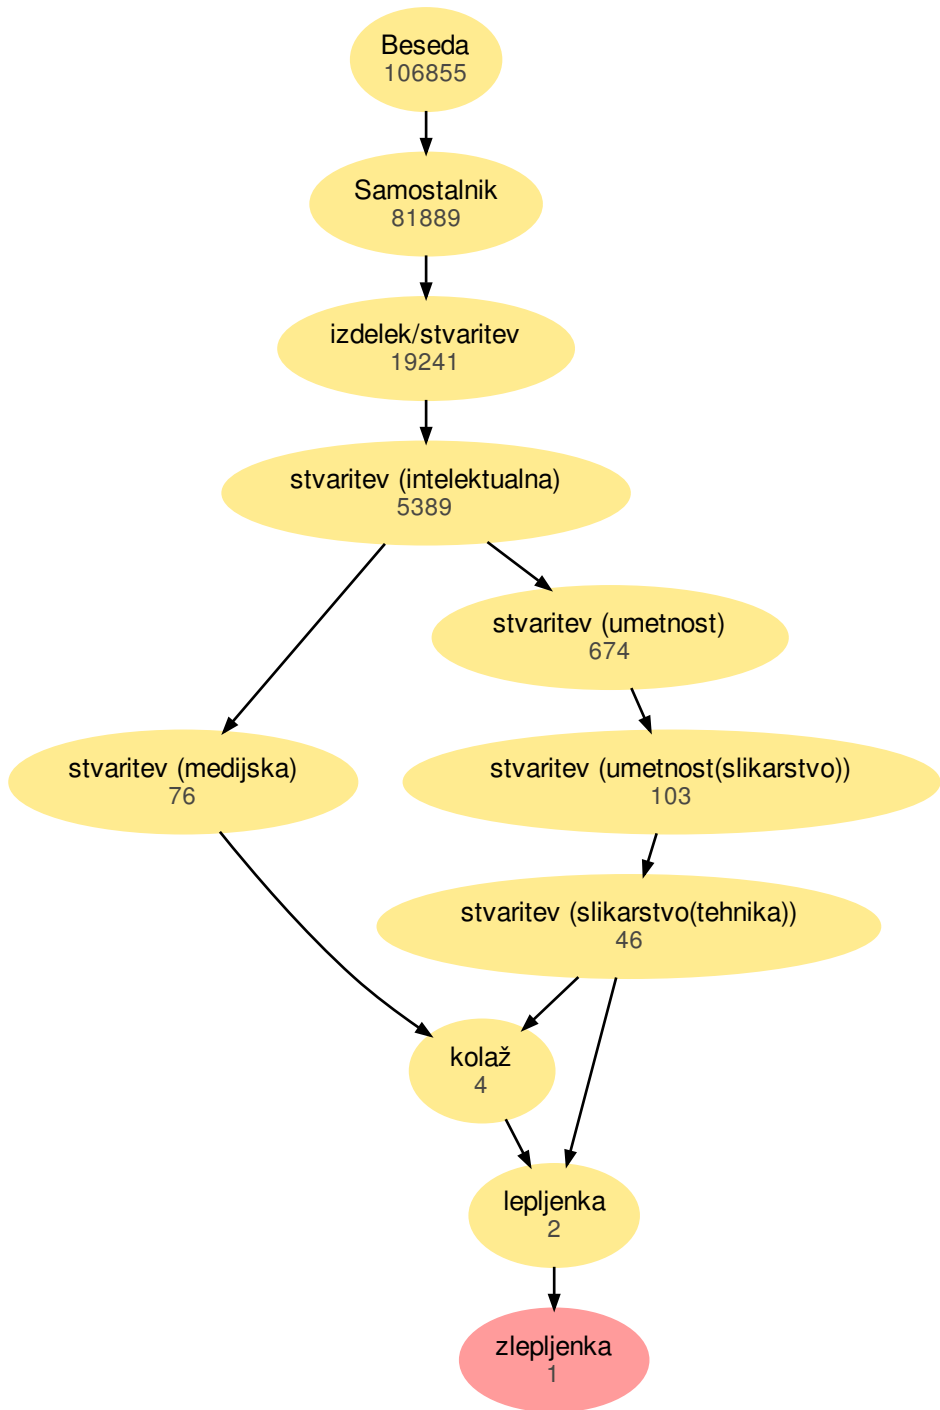 Beseda
106855
Samostalnik
81889
izdelek/stvaritev
19241
stvaritev (intelektualna)
5389
stvaritev (umetnost)
674
stvaritev (medijska)
76
stvaritev (umetnost(slikarstvo))
103
stvaritev (slikarstvo(tehnika))
46
kolaž
4
lepljenka
2
zlepljenka
1